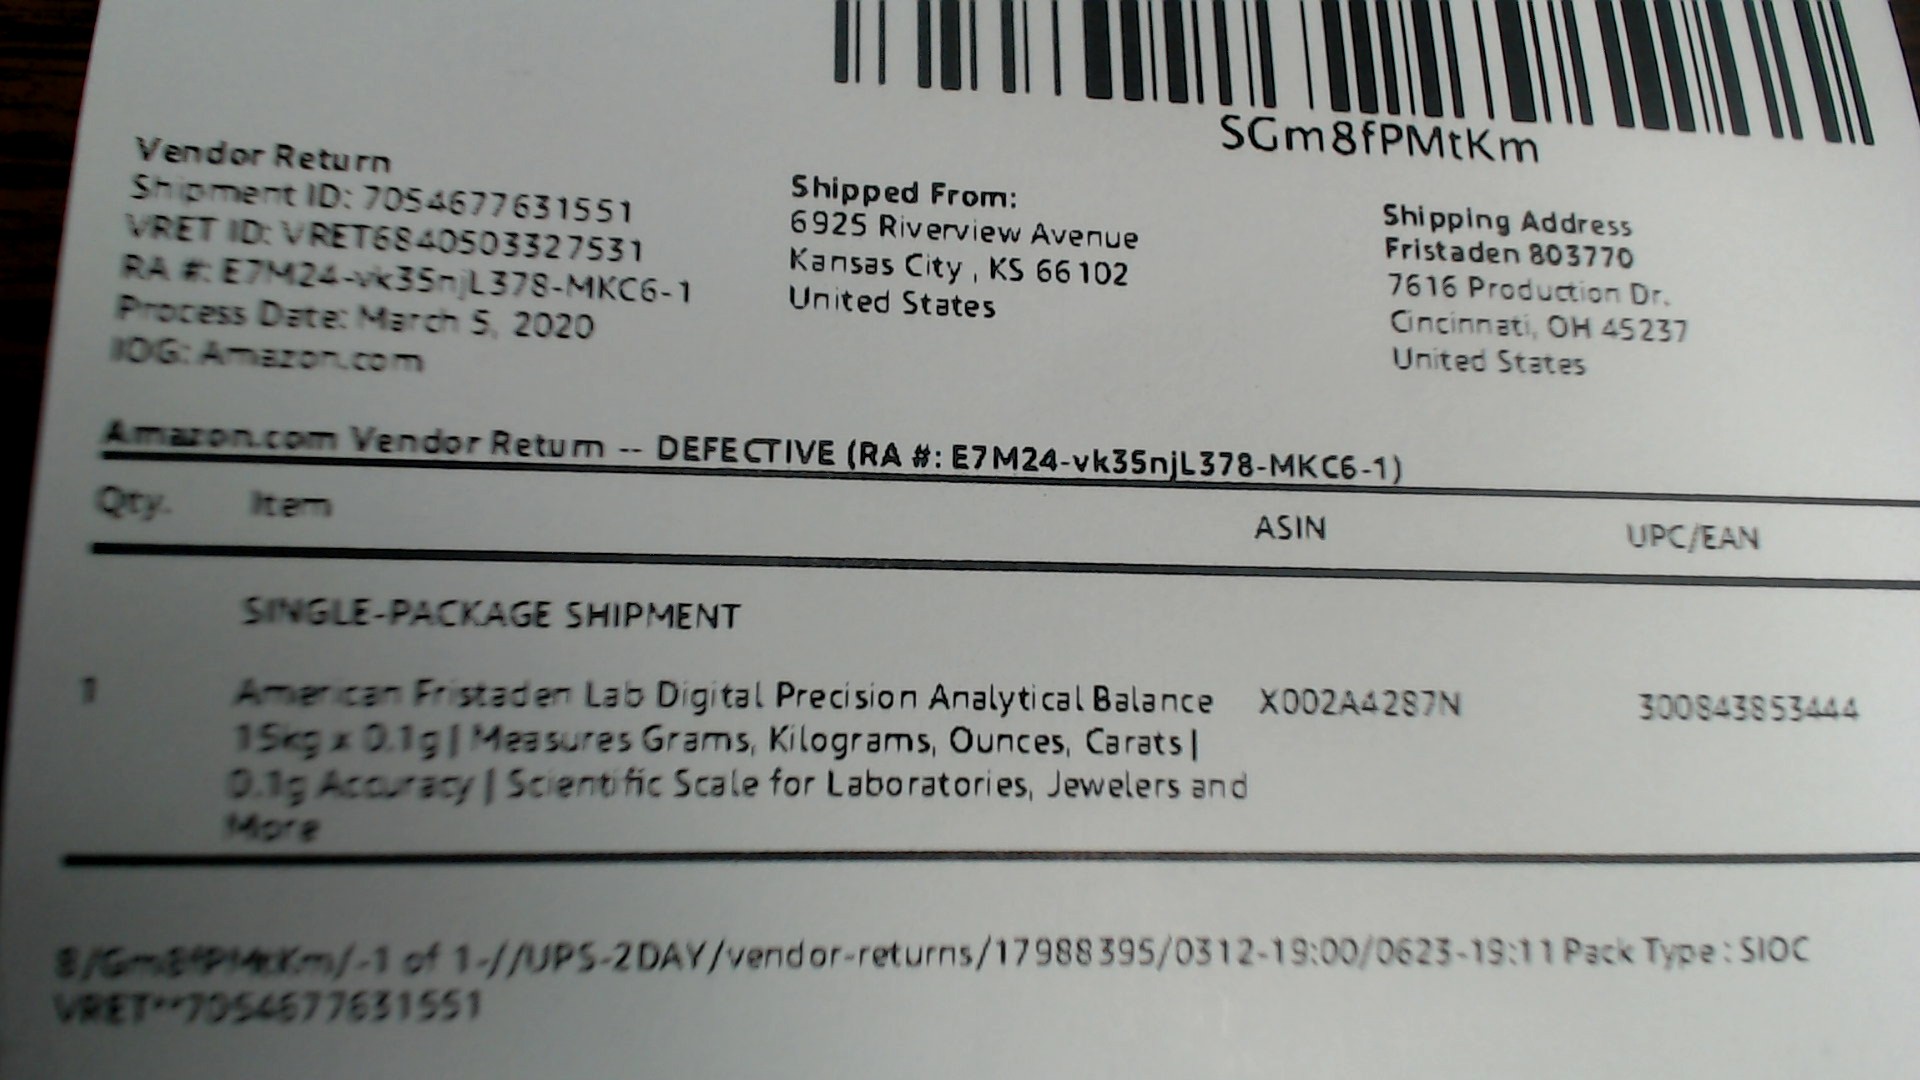 SGm8fPMtKm
Vendor Return
Shipment ID: 7054677631551
VRET ID: VRET6840503327531
RA #: E7M24-vk35njL378-MKC6-1
Process Date: March 5, 2020
IOG: Amazon.com
Shipped From:
6925 Riverview Avenue
Kansas City , KS 66102
United States
Shipping Address
Fristaden 803770
7616 Production Dr.
Cincinnati, OH 45237
United States
Amazon.com Vendor Return -- DEFECTIVE (RA #: E7M24-vk35njL378-MKC6-1)
Qty. Item ASIN UPC/EAN
SINGLE-PACKAGE SHIPMENT
1 American Fristaden Lab Digital Precision Analytical Balance X002A4287N 300843853444
15kg x 0.1g | Measures Grams, Kilograms, Ounces, Carats |
0.1g Accuracy | Scientific Scale for Laboratories, Jewelers and
More
8/Gm8fPMtKm/-1 of 1-//UPS-2DAY/vendor-returns/17988395/0312-19:00/0623-19:11 Pack Type : SIOC
VRET**7054677631551